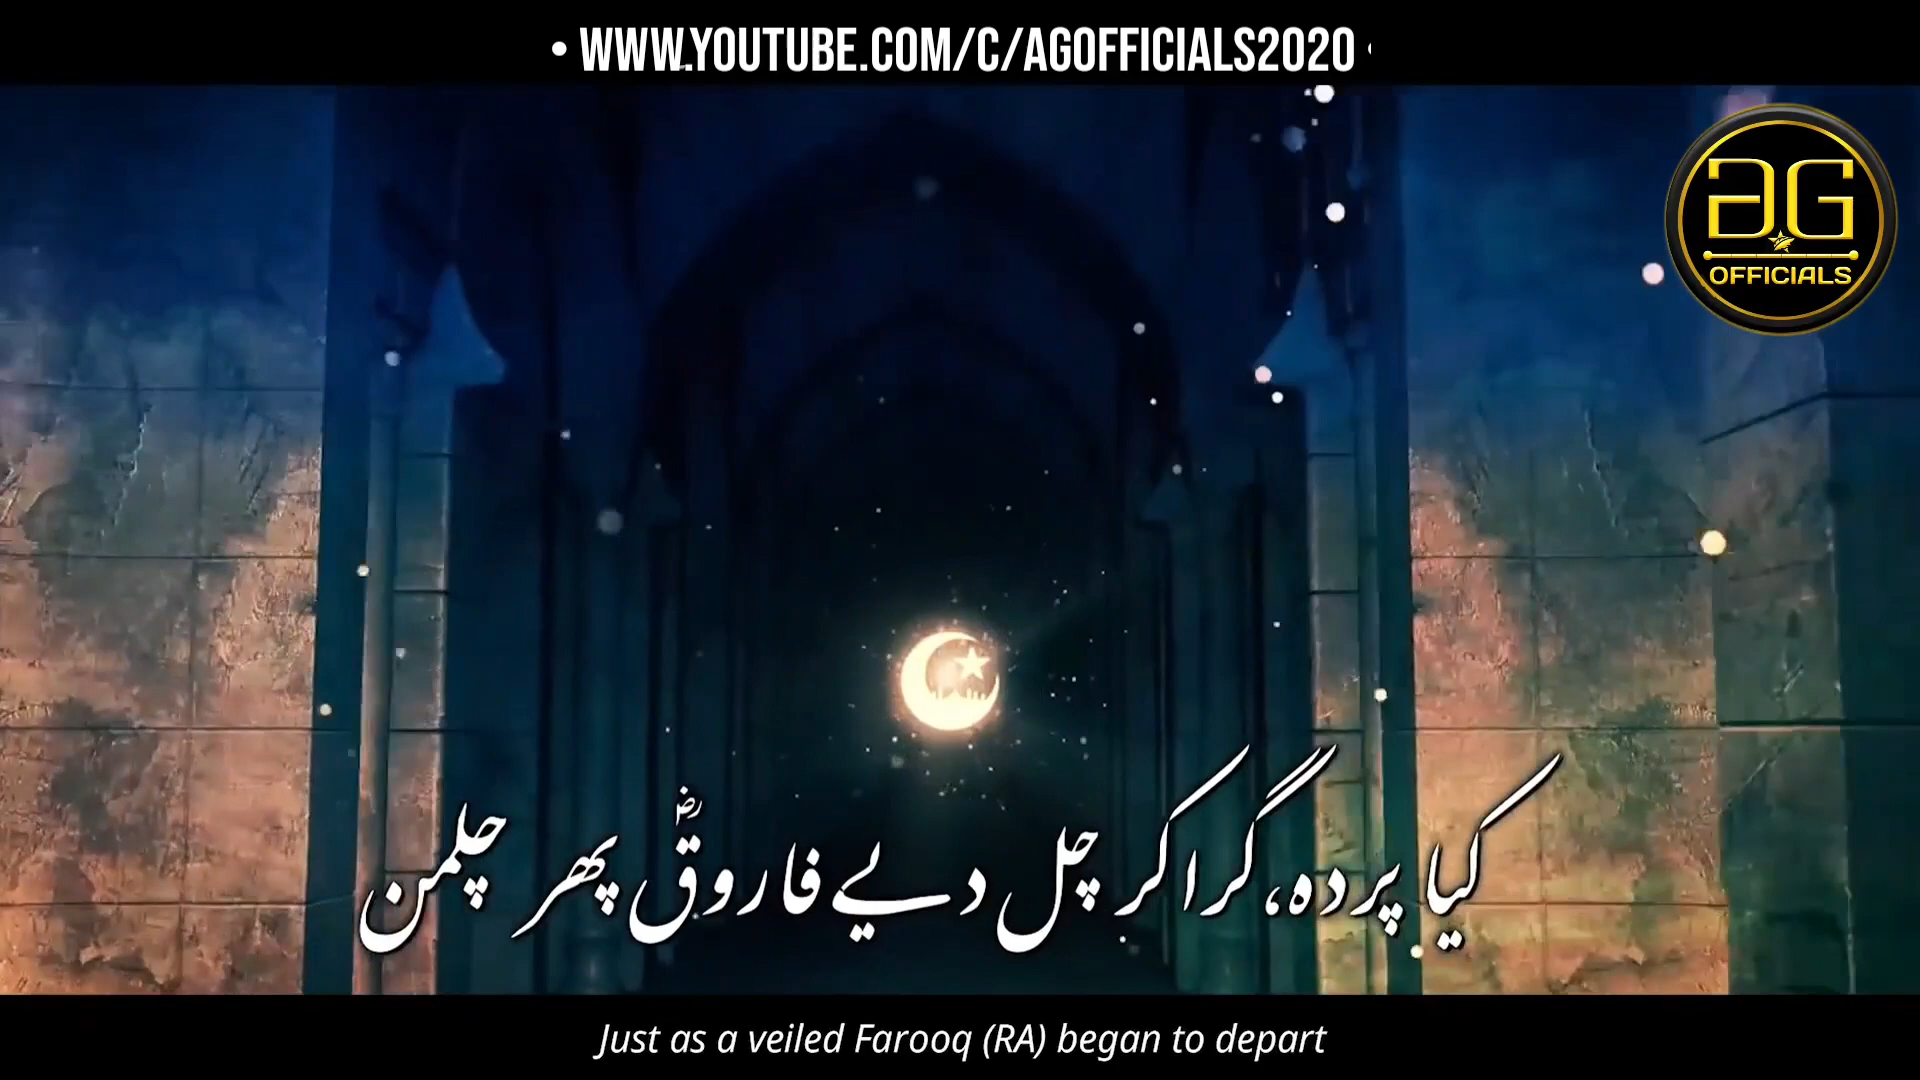 • WWW.YOUTUBE.COM/C/AGOFFICIALS2020
AG
OFFICIALS
کیا پردہ، گرا کر چل دیے فاروقؓ پھر چلمن
Just as a veiled Farooq (RA) began to depart